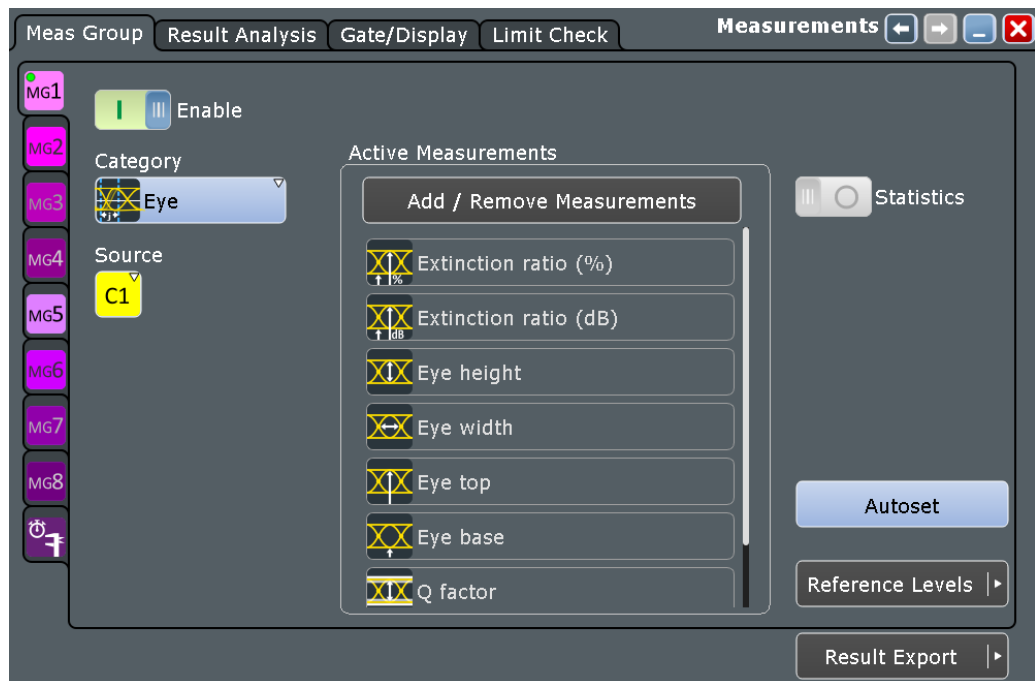 Meas Group Result Analysis Gate/Display Limit Check Measurements
MG1
Enable
MG2
Category
Active Measurements
MG3
Eye
Add / Remove Measurements
Statistics
MG4
Source
Extinction ratio (%)
%
C1
MG5
Extinction ratio (dB)
dB
MG6
Eye height
MG7
Eye width
MG8
Eye top
Autoset
Eye base
Reference Levels
Q factor
Result Export